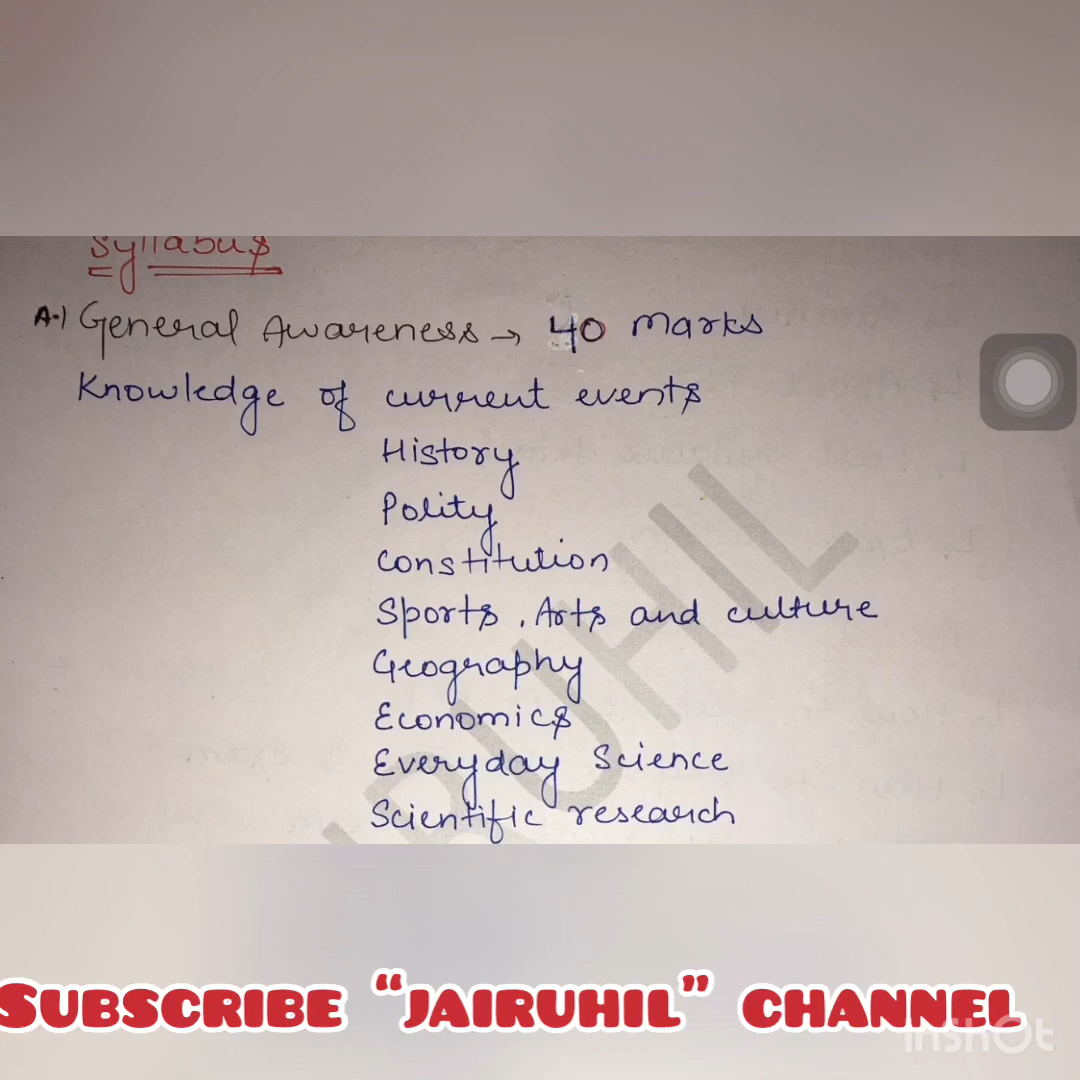 Syllabus
A.) General Awareness → 40 marks
Knowledge of current events
History
Polity
Constitution
Sports, Arts and culture
Geography
Economics
Everyday Science
Scientific research
RUHIL
SUBSCRIBE “JAIRUHIL” CHANNEL
InShOt